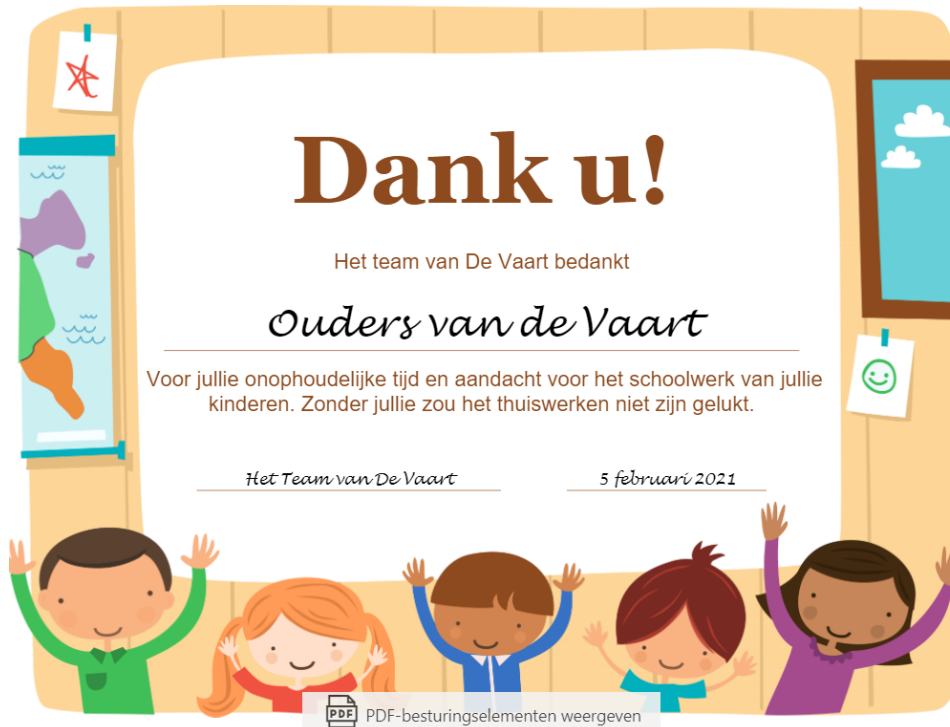 Dank u!
Het team van De Vaart bedankt
Ouders van de Vaart
Voor jullie onophoudelijke tijd en aandacht voor het schoolwerk van jullie
kinderen. Zonder jullie zou het thuiswerken niet zijn gelukt.
Het Team van De Vaart
5 februari 2021
PDF
PDF-besturingselementen weergeven